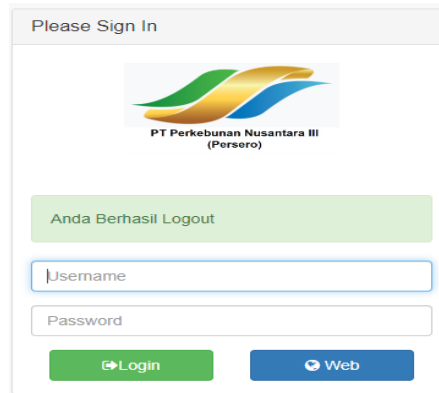 Please Sign In
PT Perkebunan Nusantara III
(Persero)
Anda Berhasil Logout
Username
Password
Login
Web